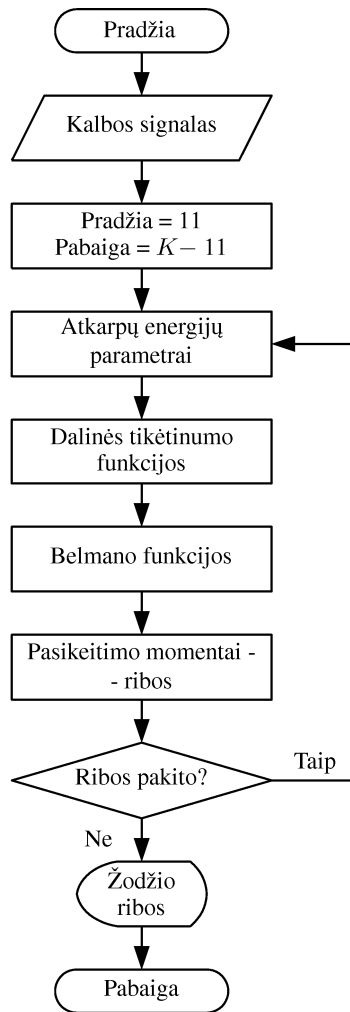 Pradžia
Kalbos signalas
Pradžia = 11
Pabaiga = K − 11
Atkarpų energijų
parametrai
Dalinės tikėtinumo
funkcijos
Belmano funkcijos
Pasikeitimo momentai -
- ribos
Ribos pakito?
Taip
Ne
Žodžio
ribos
Pabaiga